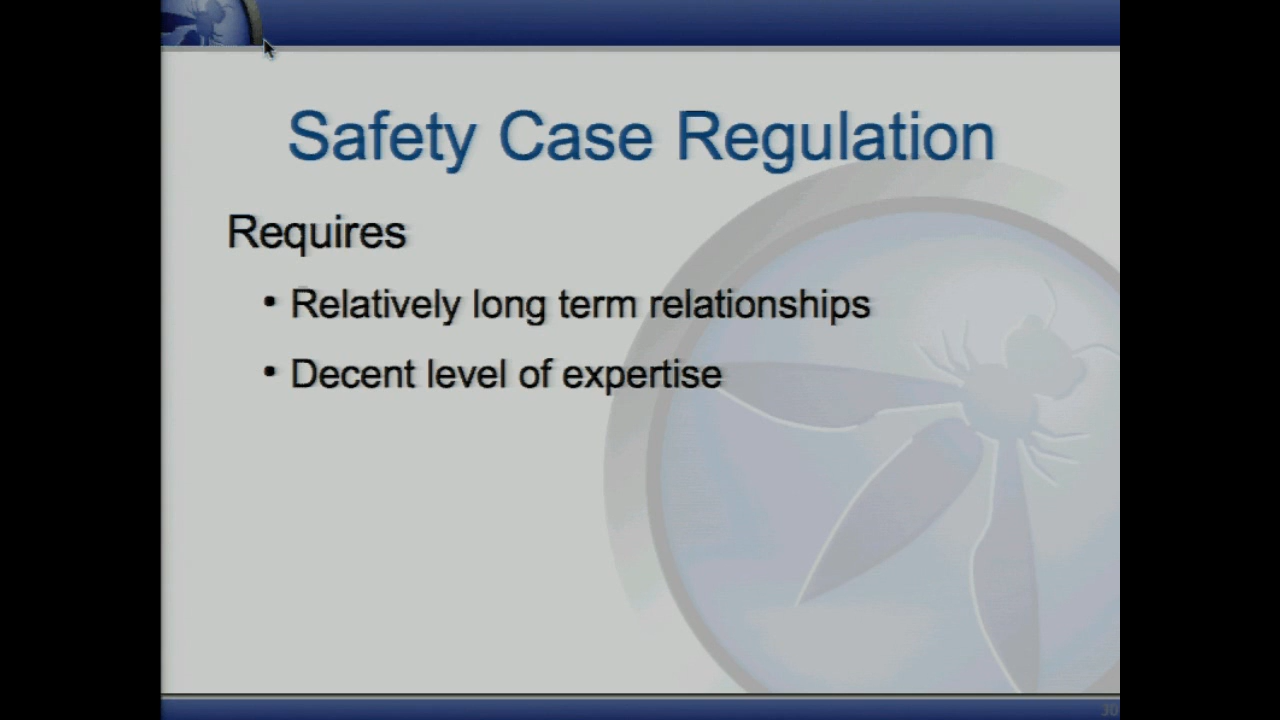 Safety Case Regulation
Requires
• Relatively long term relationships
• Decent level of expertise